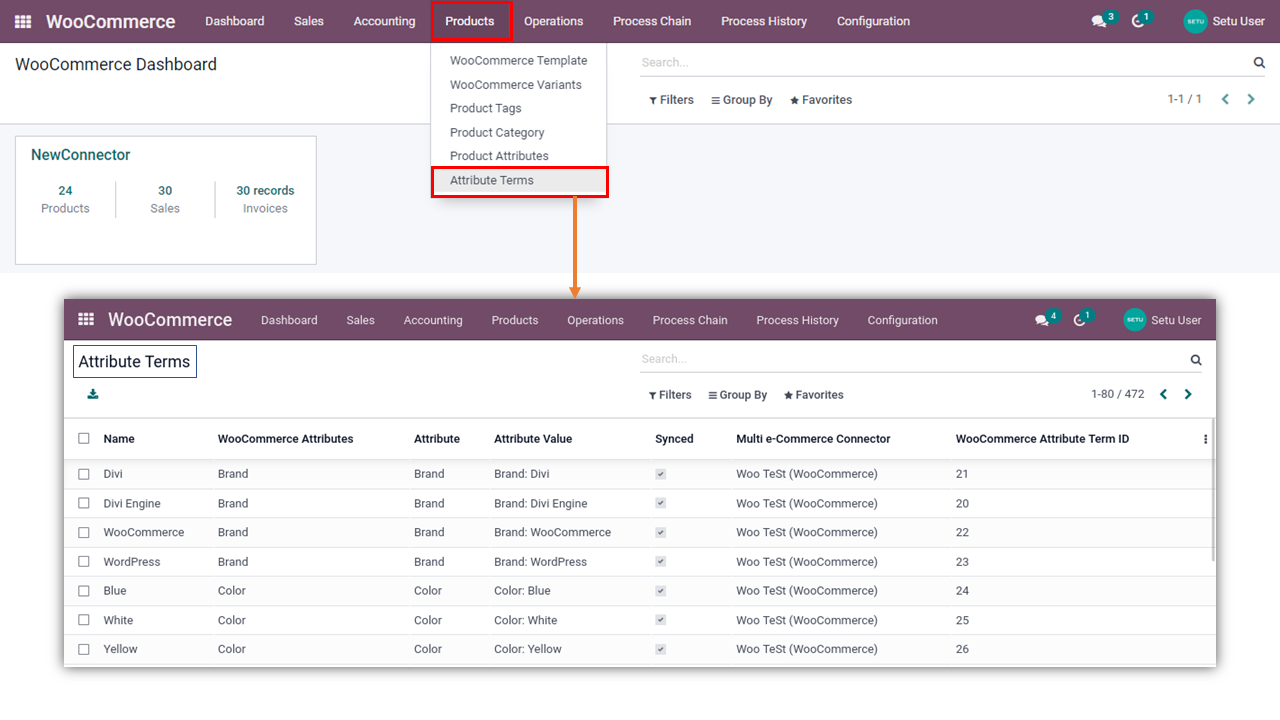 WooCommerce Dashboard Sales Accounting Products Operations Process Chain Process History Configuration 3 1 SETU Setu User
WooCommerce Dashboard
Search...
Filters Group By Favorites 1-1 / 1
WooCommerce Template
WooCommerce Variants
Product Tags
Product Category
Product Attributes
Attribute Terms
NewConnector
24 30 30 records
Products Sales Invoices
WooCommerce Dashboard Sales Accounting Products Operations Process Chain Process History Configuration 4 1 SETU Setu User
Attribute Terms
Search...
Filters Group By Favorites 1-80 / 472
Name WooCommerce Attributes Attribute Attribute Value Synced Multi e-Commerce Connector WooCommerce Attribute Term ID
Divi Brand Brand Brand: Divi Woo TeSt (WooCommerce) 21
Divi Engine Brand Brand Brand: Divi Engine Woo TeSt (WooCommerce) 20
WooCommerce Brand Brand Brand: WooCommerce Woo TeSt (WooCommerce) 22
WordPress Brand Brand Brand: WordPress Woo TeSt (WooCommerce) 23
Blue Color Color Color: Blue Woo TeSt (WooCommerce) 24
White Color Color Color: White Woo TeSt (WooCommerce) 25
Yellow Color Color Color: Yellow Woo TeSt (WooCommerce) 26